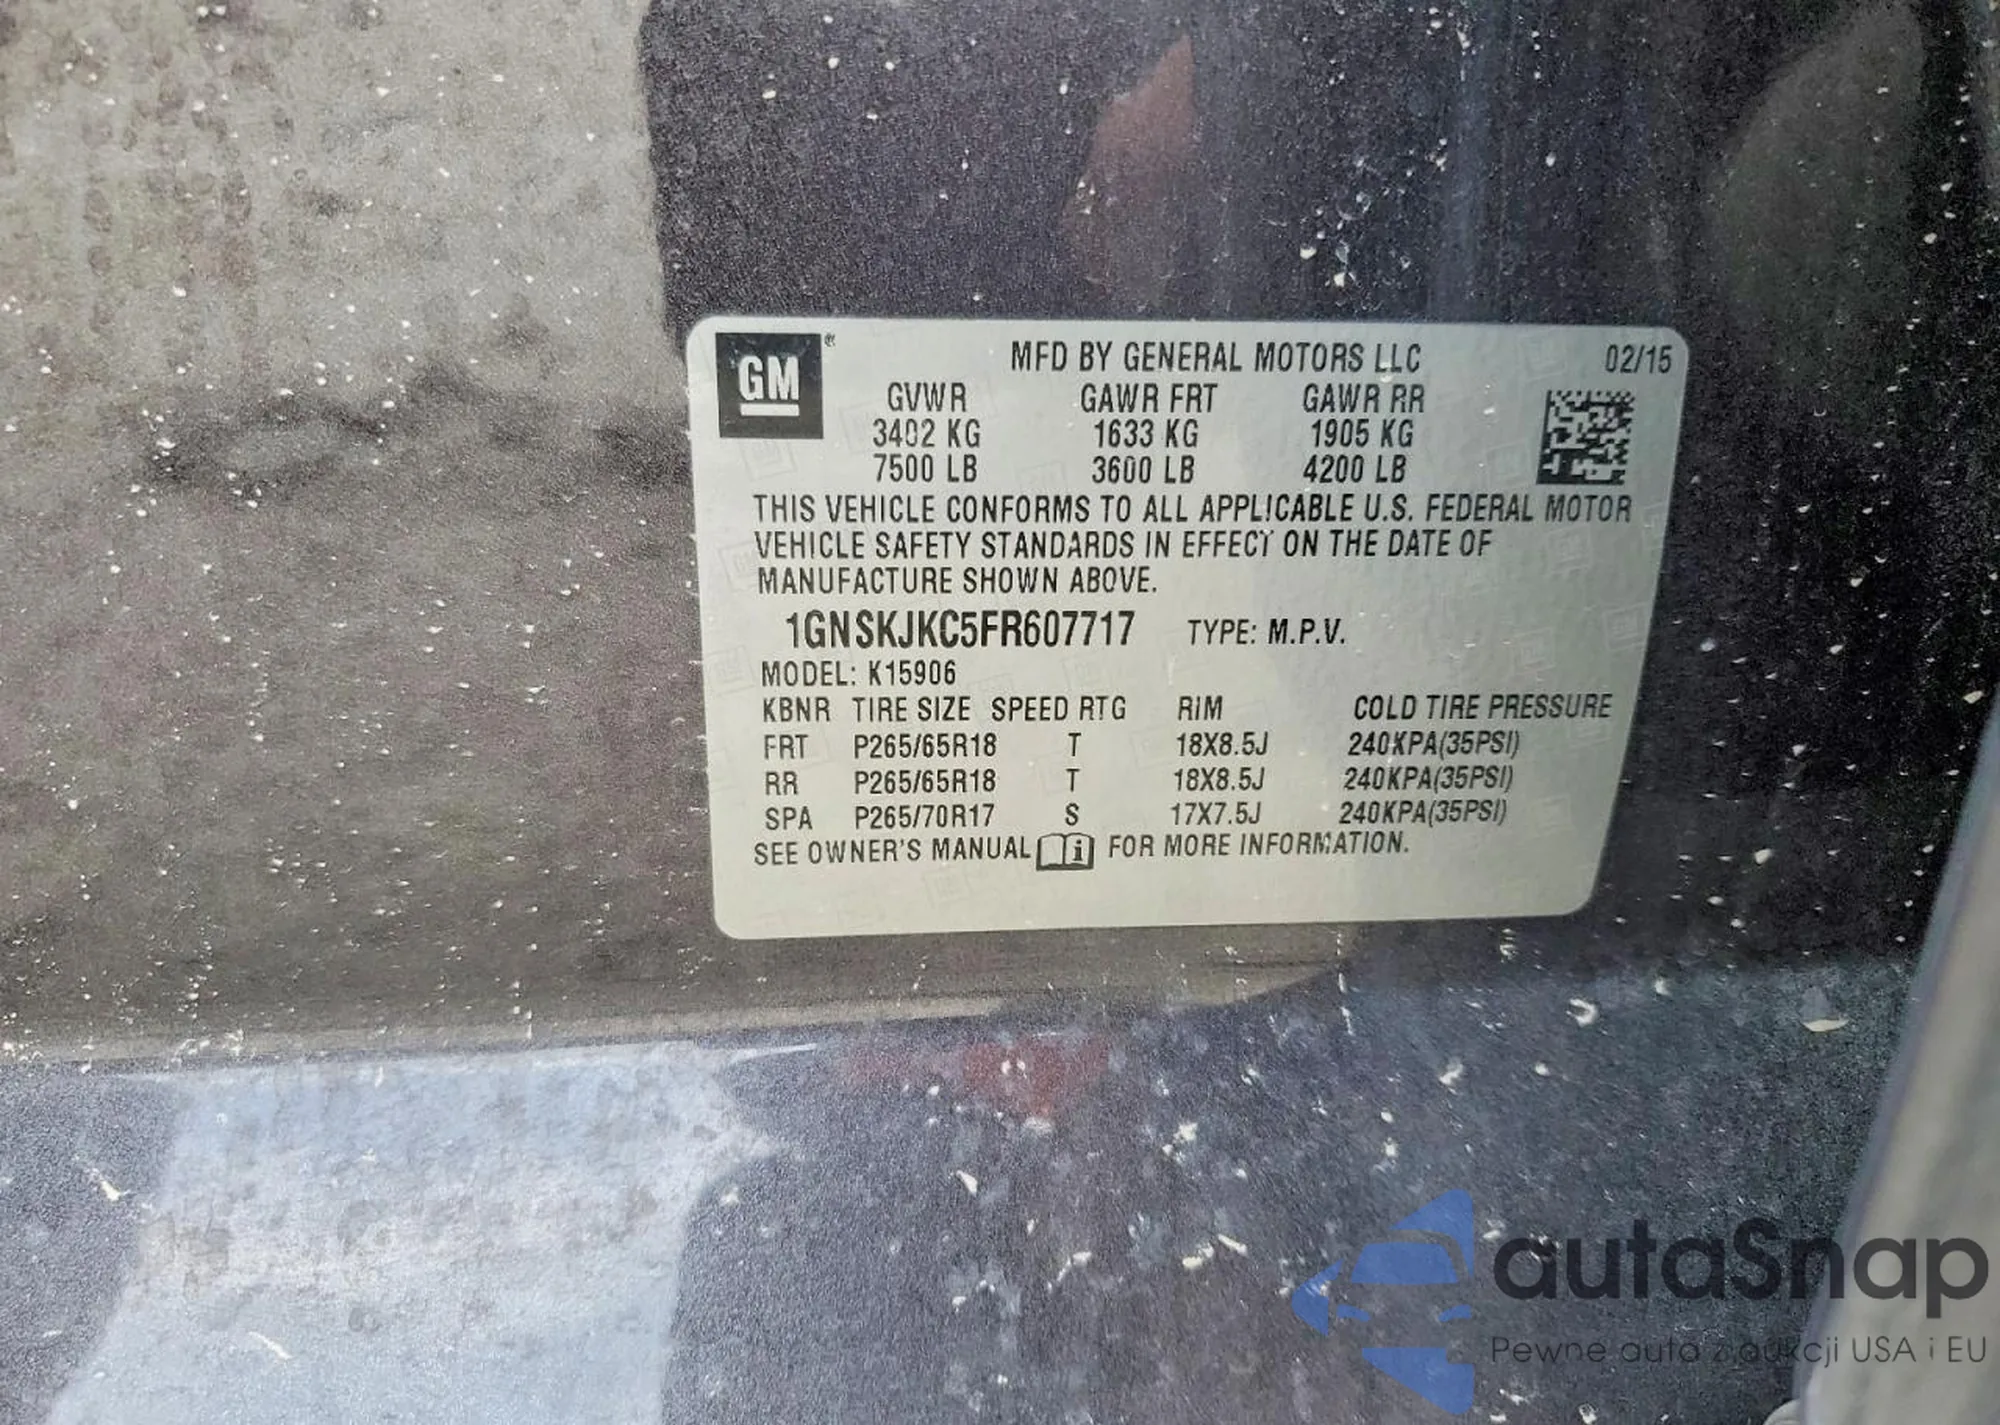 GM® MFD BY GENERAL MOTORS LLC 02/15
GVWR GAWR FRT GAWR RR
3402 KG 1633 KG 1905 KG
7500 LB 3600 LB 4200 LB
THIS VEHICLE CONFORMS TO ALL APPLICABLE U.S. FEDERAL MOTOR
VEHICLE SAFETY STANDARDS IN EFFECT ON THE DATE OF
MANUFACTURE SHOWN ABOVE.
1GNSKJKC5FR607717 TYPE: M.P.V.
MODEL: K15906
KBNR TIRE SIZE SPEED RTG RIM COLD TIRE PRESSURE
FRT P265/65R18 T 18X8.5J 240KPA(35PSI)
RR P265/65R18 T 18X8.5J 240KPA(35PSI)
SPA P265/70R17 S 17X7.5J 240KPA(35PSI)
SEE OWNER'S MANUAL i FOR MORE INFORMATION.
autaSnap
Pewne auta z aukcji USA i EU